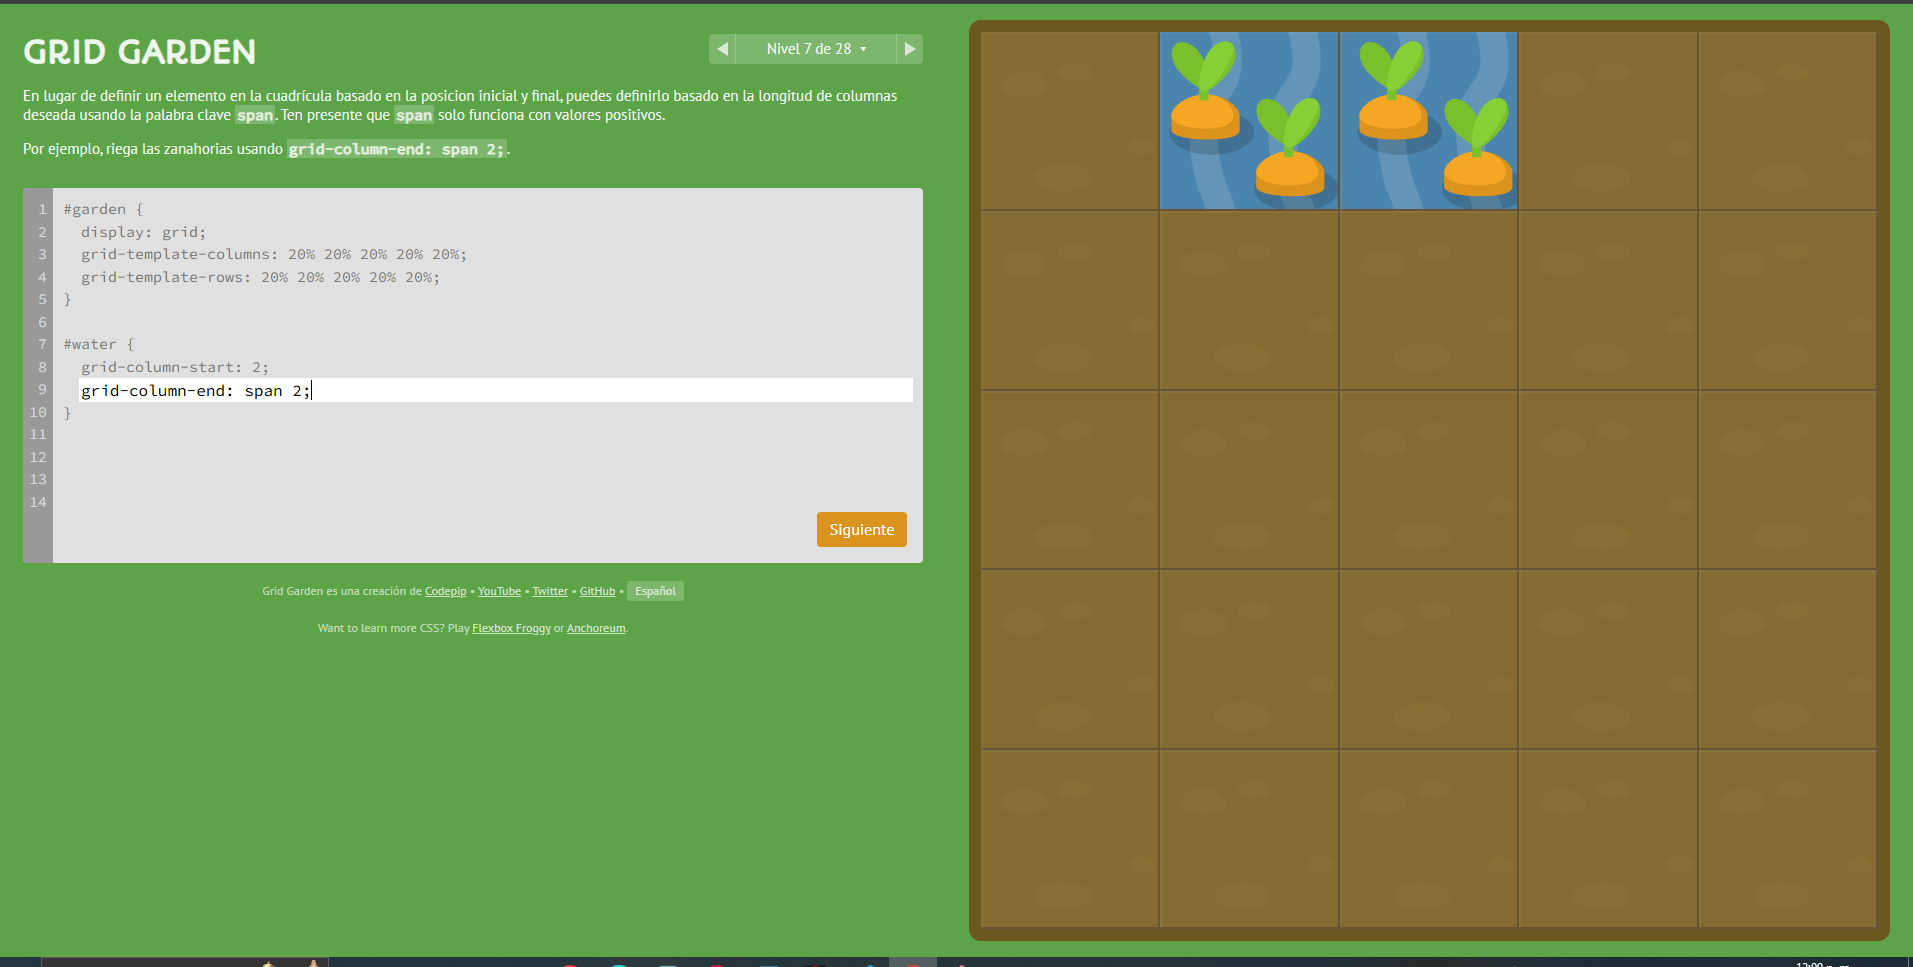 GRID GARDEN
Nivel 7 de 28
En lugar de definir un elemento en la cuadrícula basado en la posicion inicial y final, puedes definirlo basado en la longitud de columnas
deseada usando la palabra clave span. Ten presente que span solo funciona con valores positivos.
Por ejemplo, riega las zanahorias usando grid-column-end: span 2;.
1 #garden {
2 display: grid;
3 grid-template-columns: 20% 20% 20% 20% 20%;
4 grid-template-rows: 20% 20% 20% 20% 20%;
5 }
6
7 #water {
8 grid-column-start: 2;
9 grid-column-end: span 2;
10 }
11
12
13
14
Siguiente
Grid Garden es una creación de Codepip • YouTube • Twitter • GitHub • Español
Want to learn more CSS? Play Flexbox Froggy or Anchoreum.